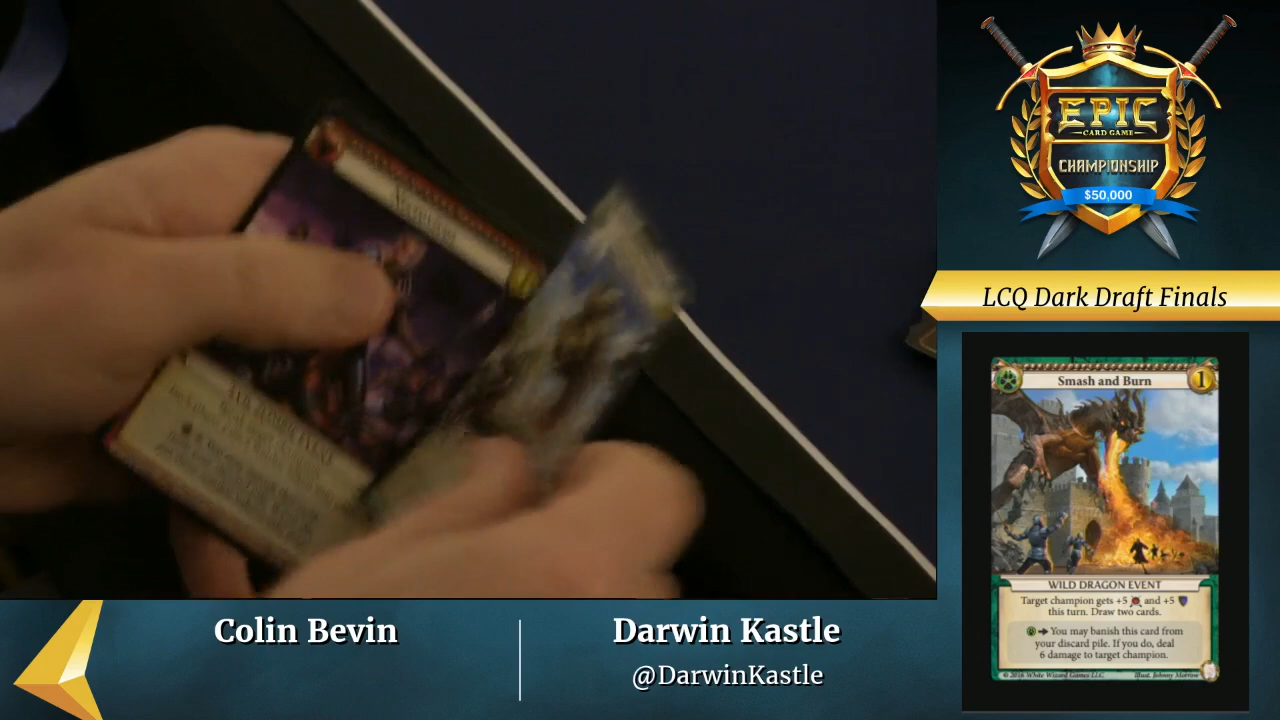 EPIC
CARD GAME
CHAMPIONSHIP
$50,000
LCQ Dark Draft Finals
Smash and Burn
1
WILD DRAGON EVENT
Target champion gets +5 and +5
this turn. Draw two cards.
You may banish this card from
your discard pile. If you do, deal
6 damage to target champion.
© 2016 White Wizard Games LLC
Illust. Johnny Morrow
Colin Bevin
Darwin Kastle
@DarwinKastle